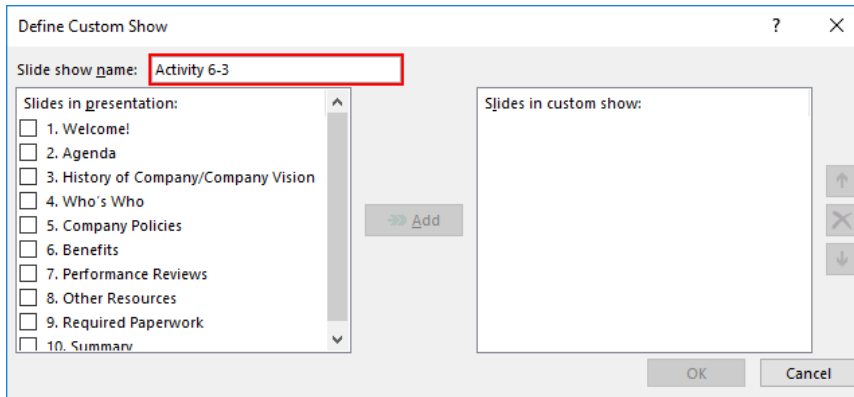 Define Custom Show ?
Slide show name: Activity 6-3
Slides in presentation:
1. Welcome!
2. Agenda
3. History of Company/Company Vision
4. Who's Who
5. Company Policies
6. Benefits
7. Performance Reviews
8. Other Resources
9. Required Paperwork
10. Summary
Add
Slides in custom show:
OK Cancel